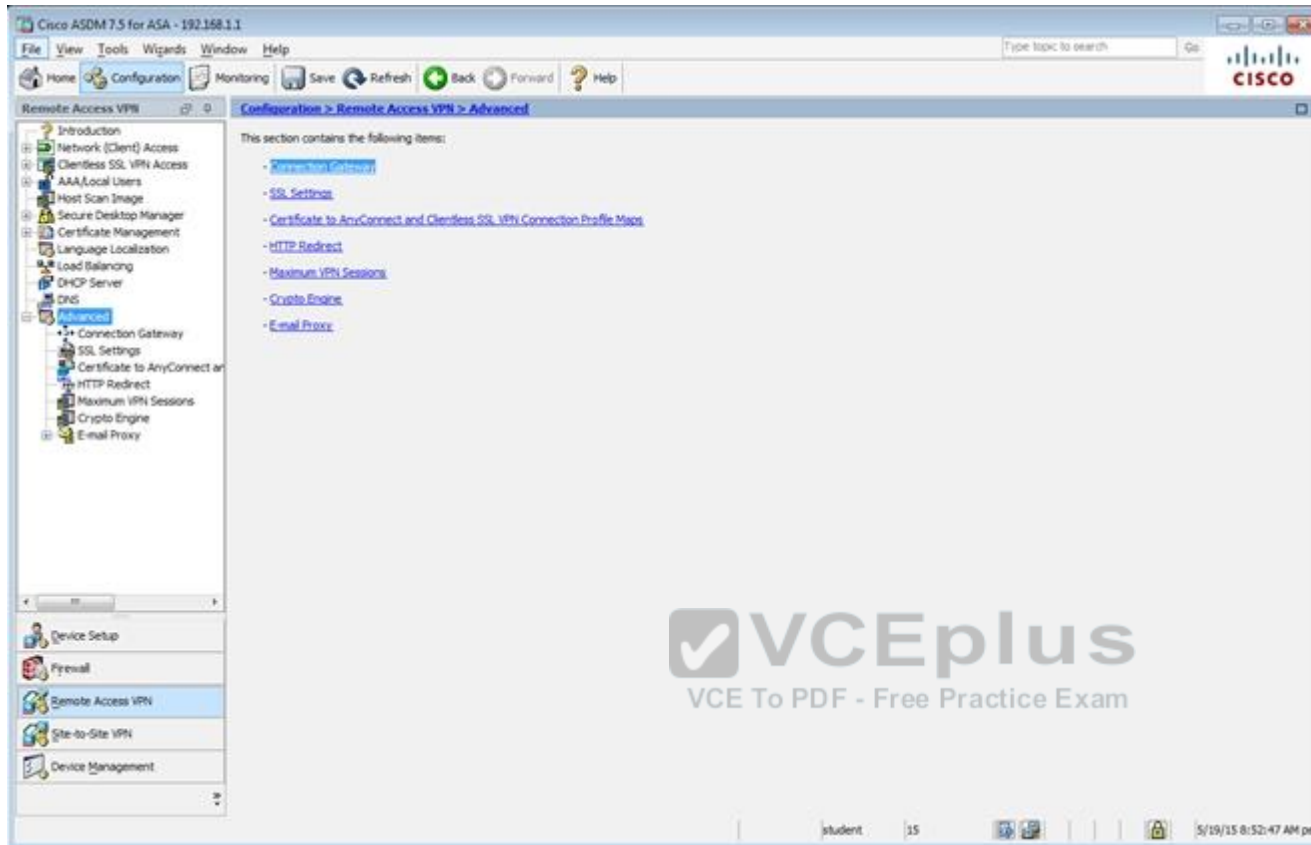 Cisco ASDM 7.5 for ASA - 192.168.1.1
File View Tools Wizards Window Help
Type topic to search Go
Home Configuration Monitoring Save Refresh Back Forward Help
CISCO
Remote Access VPN
Configuration > Remote Access VPN > Advanced
Introduction
Network (Client) Access
Clientless SSL VPN Access
AAA/Local Users
Host Scan Image
Secure Desktop Manager
Certificate Management
Language Localization
Load Balancing
DHCP Server
DNS
Advanced
Connection Gateway
SSL Settings
Certificate to AnyConnect ar
HTTP Redirect
Maximum VPN Sessions
Crypto Engine
E-mail Proxy
This section contains the following items:
- Connection Gateway
- SSL Settings
- Certificate to AnyConnect and Clientless SSL VPN Connection Profile Maps
- HTTP Redirect
- Maximum VPN Sessions
- Crypto Engine
- E-mail Proxy
Device Setup
Firewall
Remote Access VPN
Site-to-Site VPN
Device Management
VCEplus
VCE To PDF - Free Practice Exam
student 15 5/19/15 8:52:47 AM